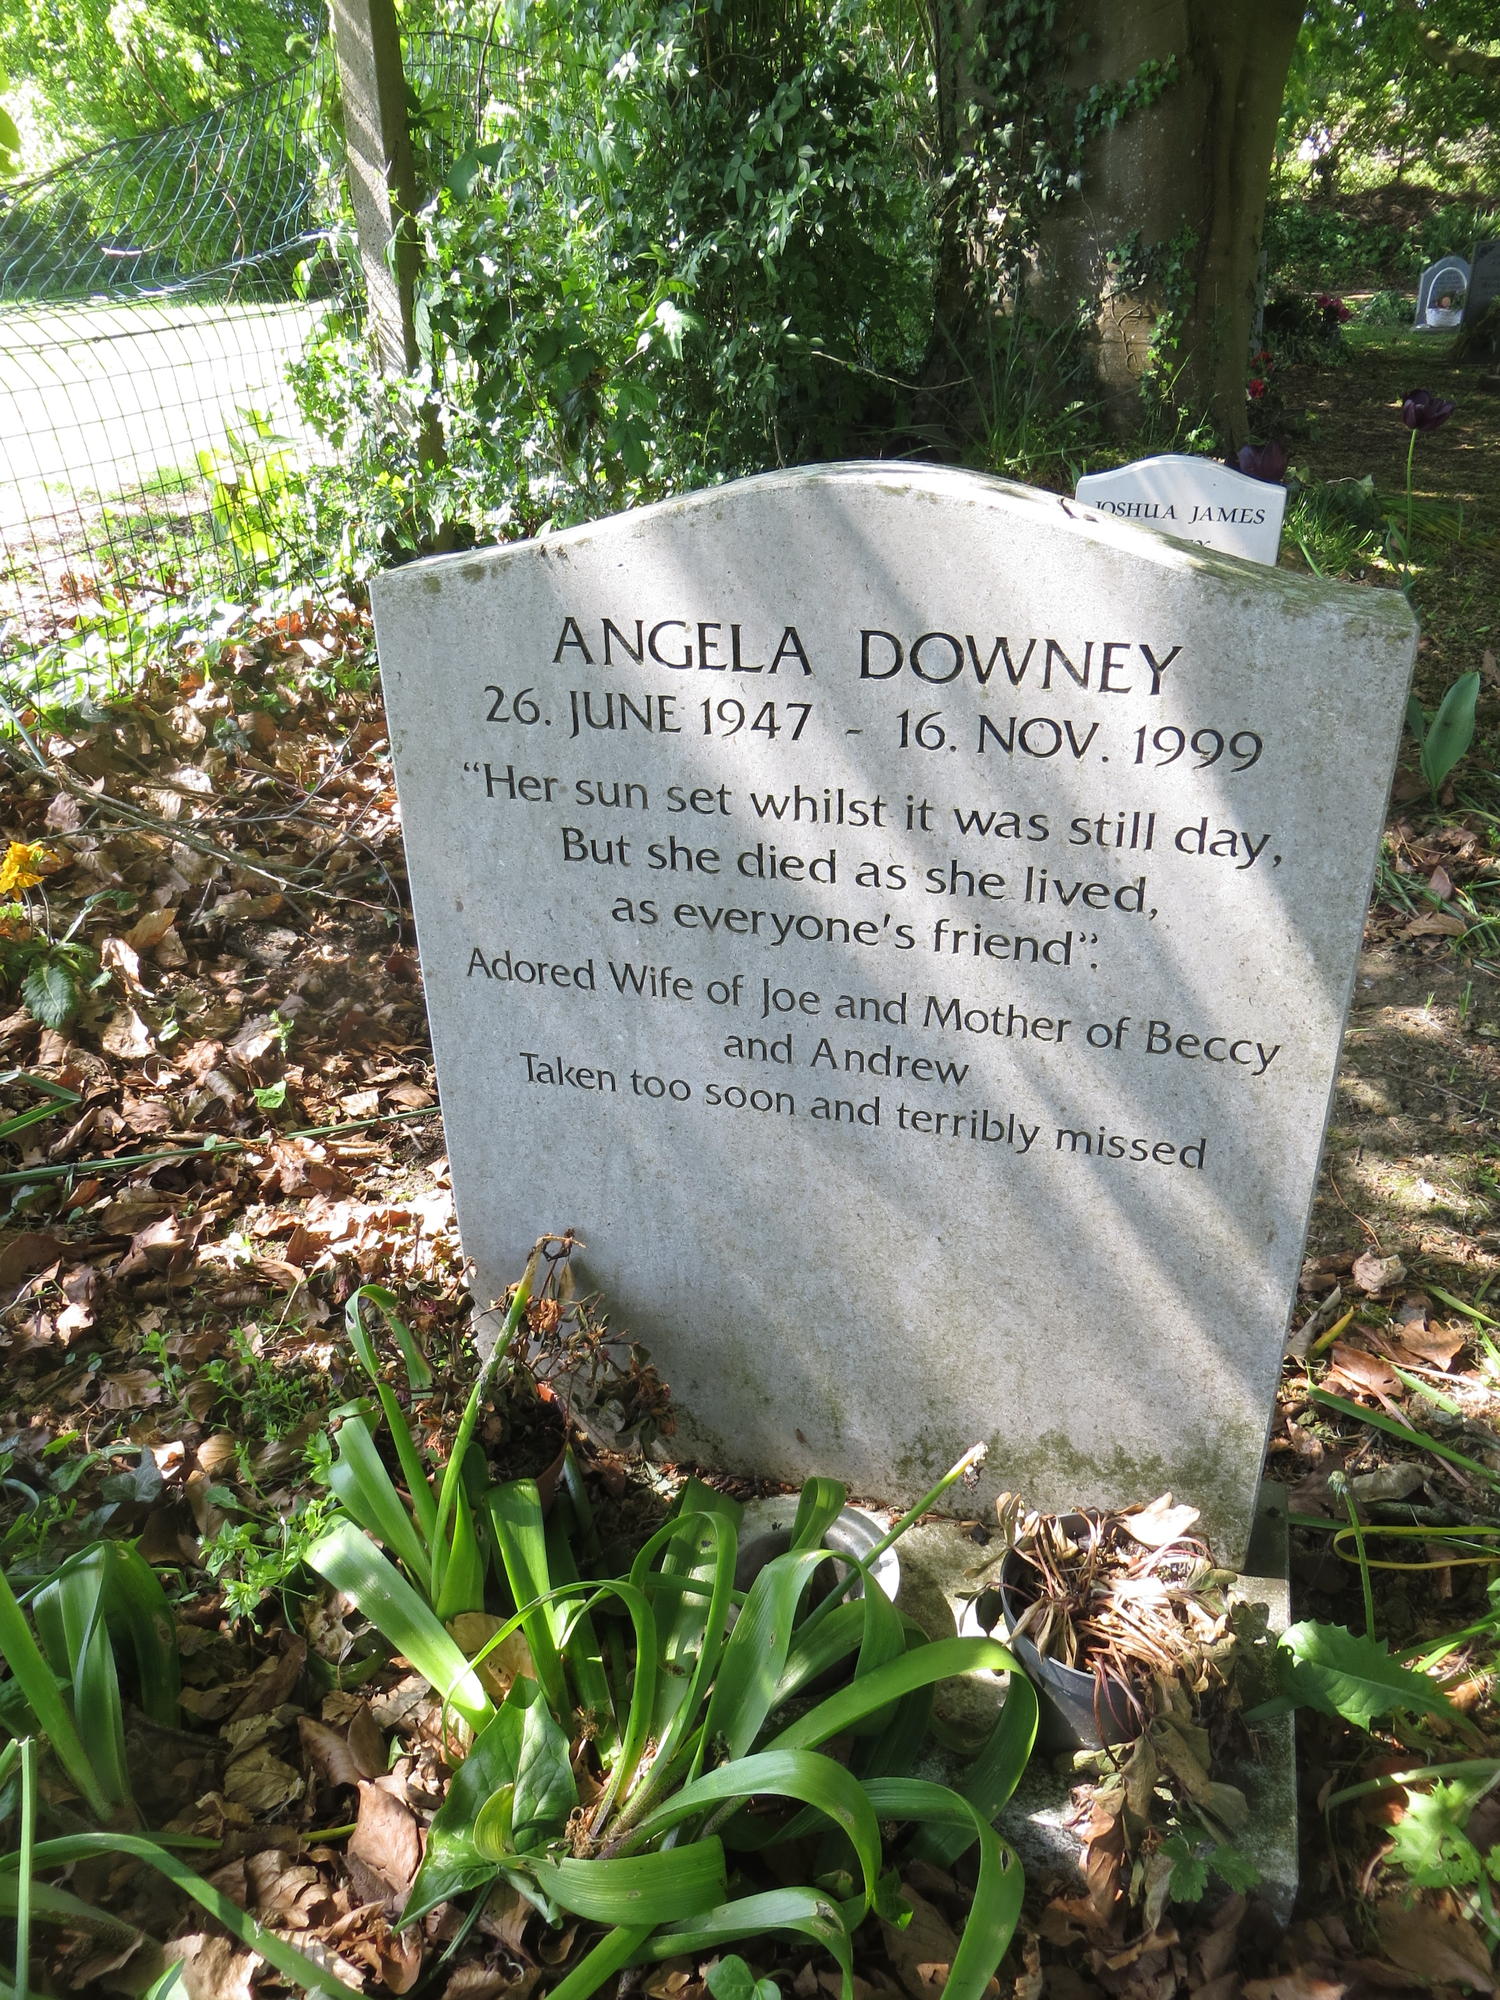 JOSHUA JAMES
ANGELA DOWNEY
26. JUNE 1947 - 16. NOV. 1999
“Her sun set whilst it was still day,
But she died as she lived,
as everyone's friend”.
Adored Wife of Joe and Mother of Beccy
and Andrew
Taken too soon and terribly missed